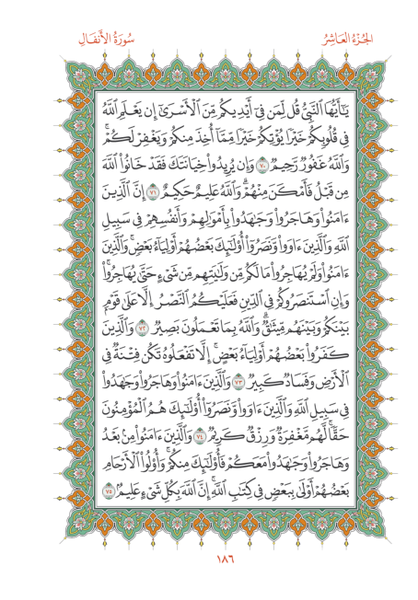 الجُزْءُ العَاشِرُ
سُورَةُ الأَنفَالِ
يَٰٓأَيُّهَا ٱلنَّبِيُّ قُل لِّمَن فِيٓ أَيۡدِيكُم مِّنَ ٱلۡأَسۡرَىٰٓ إِن يَعۡلَمِ ٱللَّهُ
فِي قُلُوبِكُمۡ خَيۡرٗا يُؤۡتِكُمۡ خَيۡرٗا مِّمَّآ أُخِذَ مِنكُمۡ وَيَغۡفِرۡ لَكُمۡۚ
وَٱللَّهُ غَفُورٞ رَّحِيمٞ ٧٠ وَإِن يُرِيدُواْ خِيَانَتَكَ فَقَدۡ خَانُواْ ٱللَّهَ
مِن قَبۡلُ فَأَمۡكَنَ مِنۡهُمۡۗ وَٱللَّهُ عَلِيمٌ حَكِيمٌ ٧١ إِنَّ ٱلَّذِينَ
ءَامَنُواْ وَهَاجَرُواْ وَجَٰهَدُواْ بِأَمۡوَٰلِهِمۡ وَأَنفُسِهِمۡ فِي سَبِيلِ
ٱللَّهِ وَٱلَّذِينَ ءَاوَواْ وَّنَصَرُوٓاْ أُوْلَٰٓئِكَ بَعۡضُهُمۡ أَوۡلِيَآءُ بَعۡضٖۚ وَٱلَّذِينَ
ءَامَنُواْ وَلَمۡ يُهَاجِرُواْ مَا لَكُم مِّن وَلَٰيَتِهِم مِّن شَيۡءٍ حَتَّىٰ يُهَاجِرُواْۚ
وَإِنِ ٱسۡتَنصَرُوكُمۡ فِي ٱلدِّينِ فَعَلَيۡكُمُ ٱلنَّصۡرُ إِلَّا عَلَىٰ قَوۡمِۭ
بَيۡنَكُمۡ وَبَيۡنَهُم مِّيثَٰقٞۗ وَٱللَّهُ بِمَا تَعۡمَلُونَ بَصِيرٞ ٧٢ وَٱلَّذِينَ
كَفَرُواْ بَعۡضُهُمۡ أَوۡلِيَآءُ بَعۡضٍۚ إِلَّا تَفۡعَلُوهُ تَكُن فِتۡنَةٞ فِي
ٱلۡأَرۡضِ وَفَسَادٞ كَبِيرٞ ٧٣ وَٱلَّذِينَ ءَامَنُواْ وَهَاجَرُواْ وَجَٰهَدُواْ
فِي سَبِيلِ ٱللَّهِ وَٱلَّذِينَ ءَاوَواْ وَّنَصَرُوٓاْ أُوْلَٰٓئِكَ هُمُ ٱلۡمُؤۡمِنُونَ
حَقّٗاۚ لَّهُم مَّغۡفِرَةٞ وَرِزۡقٞ كَرِيمٞ ٧٤ وَٱلَّذِينَ ءَامَنُواْ مِنۢ بَعۡدُ
وَهَاجَرُواْ وَجَٰهَدُواْ مَعَكُمۡ فَأُوْلَٰٓئِكَ مِنكُمۡۚ وَأُوْلُواْ ٱلۡأَرۡحَامِ
بَعۡضُهُمۡ أَوۡلَىٰ بِبَعۡضٖ فِي كِتَٰبِ ٱللَّهِۚ إِنَّ ٱللَّهَ بِكُلِّ شَيۡءٍ عَلِيمُۢ ٧٥
١٨٦